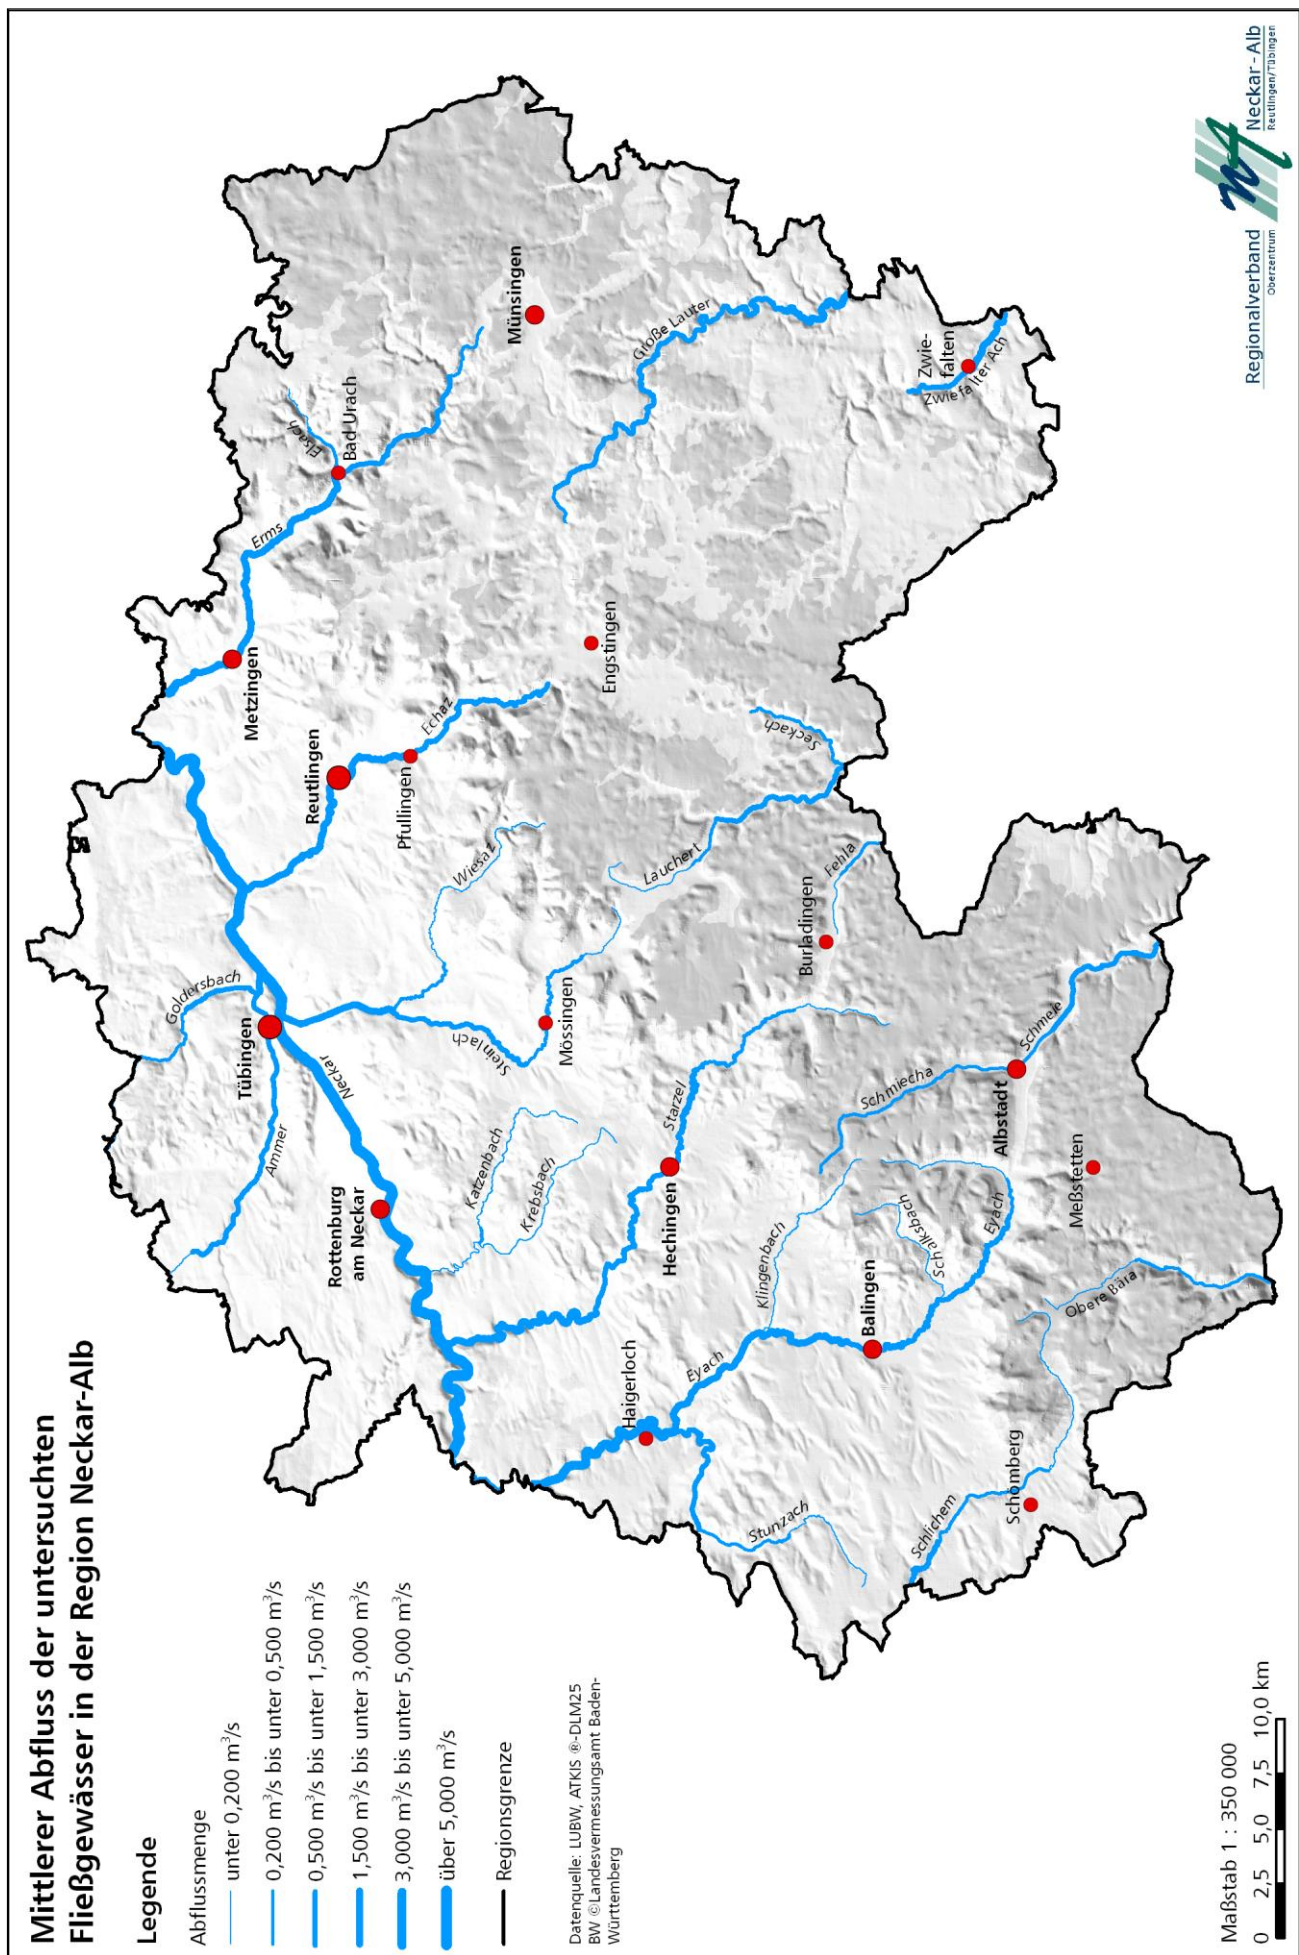 Mittlerer Abfluss der untersuchten
Fließgewässer in der Region Neckar-Alb
Legende
Abflussmenge
unter 0,200 m³/s
0,200 m³/s bis unter 0,500 m³/s
0,500 m³/s bis unter 1,500 m³/s
1,500 m³/s bis unter 3,000 m³/s
3,000 m³/s bis unter 5,000 m³/s
über 5,000 m³/s
Regionsgrenze
Datenquelle: LUBW, ATKIS ®-DLM25
BW ©Landesvermessungsamt Baden-
Württemberg
Maßstab 1 : 350 000
0 2,5 5,0 7,5 10,0 km
Goldersbach
Tübingen
Neckar
Ammer
Rottenburg
am Neckar
Katzenbach
Krebsbach
Steinlach
Mössingen
Wiesaz
Reutlingen
Pfullingen
Echaz
Metzingen
Erms
Elsach
Bad Urach
Münsingen
Große Lauter
Zwie-
falten
Zwiefalter Ach
Engstingen
Seckach
Lauchert
Fehla
Burladingen
Starzel
Hechingen
Haigerloch
Eyach
Klingenbach
Balingen
Schalksbach
Eyach
Schmiecha
Albstadt
Schmeie
Meßstetten
Obere Bära
Schömberg
Schlichem
Stunzach
Regionalverband Neckar-Alb
Oberzentrum Reutlingen/Tübingen